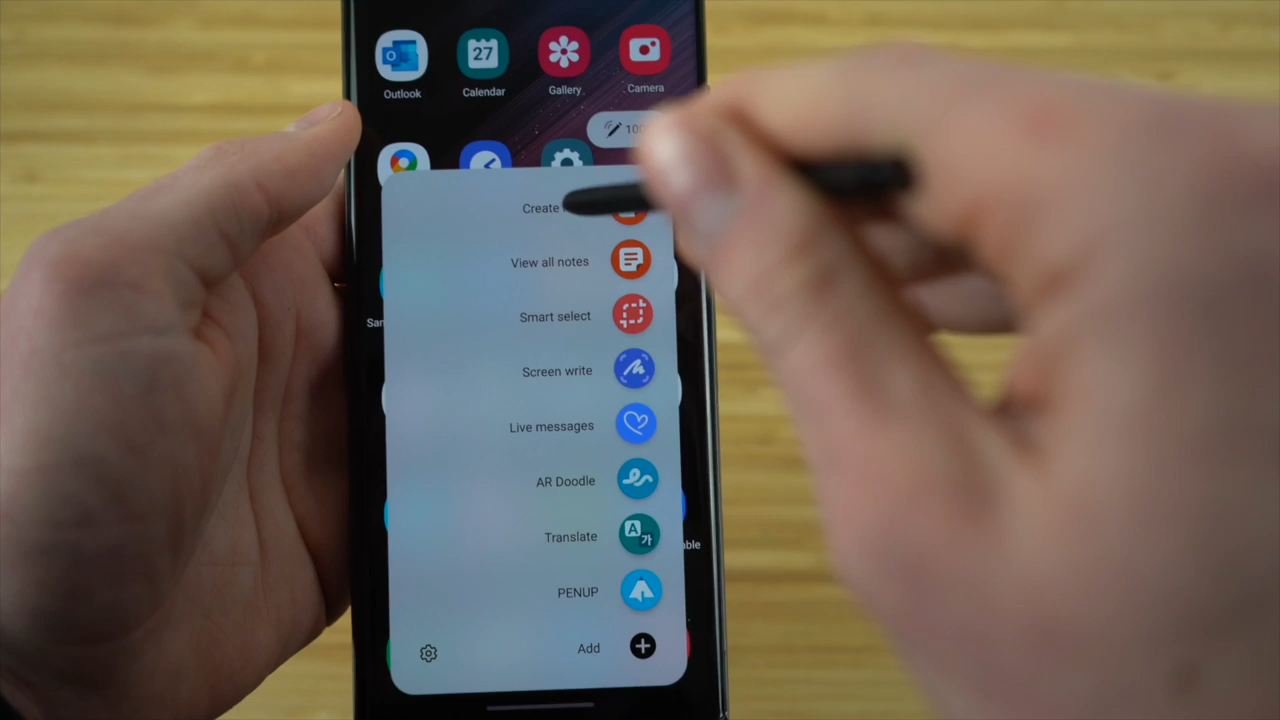 Outlook
27
Calendar
Gallery
Camera
Create
View all notes
Smart select
Screen write
Live messages
AR Doodle
A
가
Translate
PENUP
Add